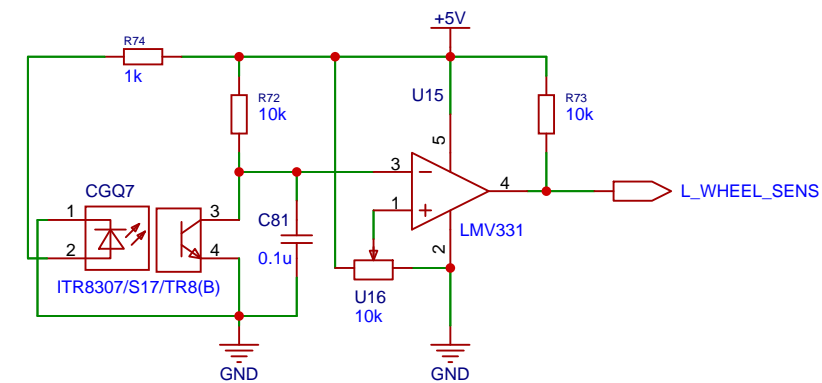 +5V
R74
1k
R72
10k
U15
R73
10k
5
3
4
L_WHEEL_SENS
1
2
LMV331
CGQ7
1
2
3
4
ITR8307/S17/TR8(B)
C81
0.1u
U16
10k
GND
GND